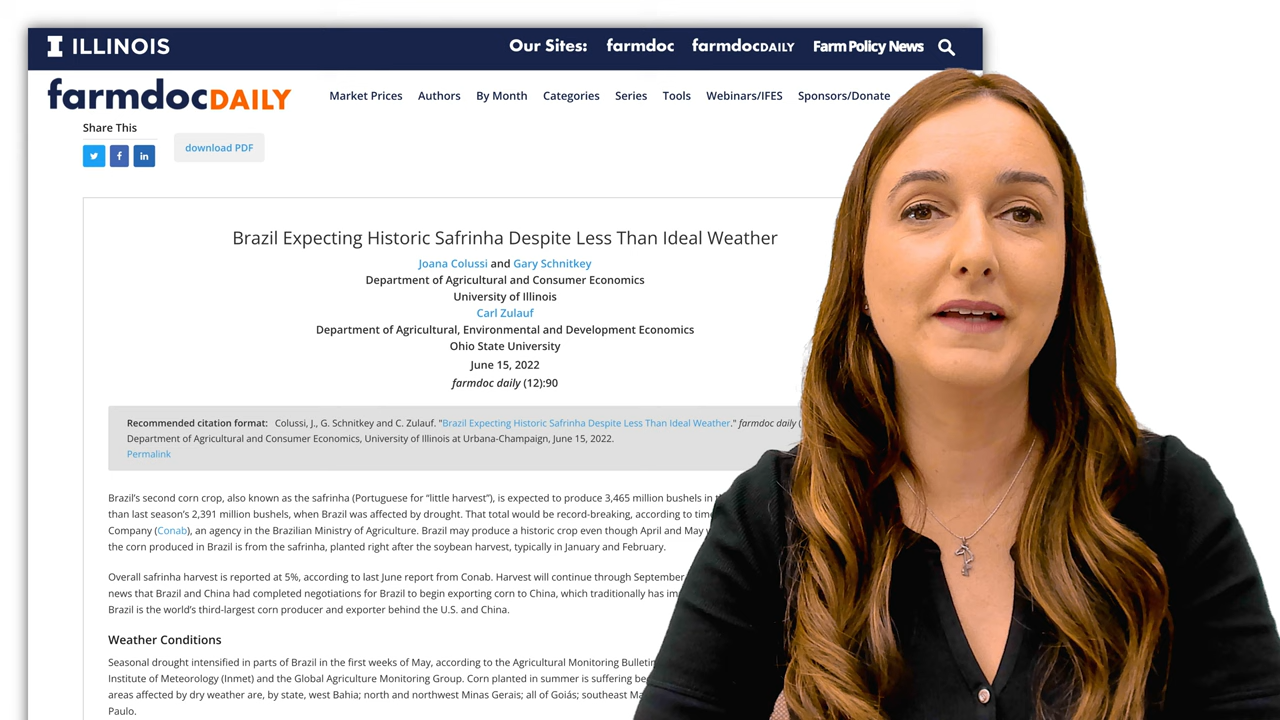 ILLINOIS
Our Sites: farmdoc farmdocDAILY Farm Policy News
farmdocDAILY
Market Prices Authors By Month Categories Series Tools Webinars/IFES Sponsors/Donate
Share This
download PDF
Brazil Expecting Historic Safrinha Despite Less Than Ideal Weather
Joana Colussi and Gary Schnitkey
Department of Agricultural and Consumer Economics
University of Illinois
Carl Zulauf
Department of Agricultural, Environmental and Development Economics
Ohio State University
June 15, 2022
farmdoc daily (12):90
Recommended citation format: Colussi, J., G. Schnitkey and C. Zulauf. "Brazil Expecting Historic Safrinha Despite Less Than Ideal Weather." farmdoc daily (
Department of Agricultural and Consumer Economics, University of Illinois at Urbana-Champaign, June 15, 2022.
Permalink
Brazil's second corn crop, also known as the safrinha (Portuguese for "little harvest"), is expected to produce 3,465 million bushels in
than last season's 2,391 million bushels, when Brazil was affected by drought. That total would be record-breaking, according to
Company (Conab), an agency in the Brazilian Ministry of Agriculture. Brazil may produce a historic crop even though April and May
the corn produced in Brazil is from the safrinha, planted right after the soybean harvest, typically in January and February.
Overall safrinha harvest is reported at 5%, according to last June report from Conab. Harvest will continue through September
news that Brazil and China had completed negotiations for Brazil to begin exporting corn to China, which traditionally has
Brazil is the world's third-largest corn producer and exporter behind the U.S. and China.
Weather Conditions
Seasonal drought intensified in parts of Brazil in the first weeks of May, according to the Agricultural Monitoring
Institute of Meteorology (Inmet) and the Global Agriculture Monitoring Group. Corn planted in summer is suffering
areas affected by dry weather are, by state, west Bahia; north and northwest Minas Gerais; all of Goiás; southeast
Paulo.